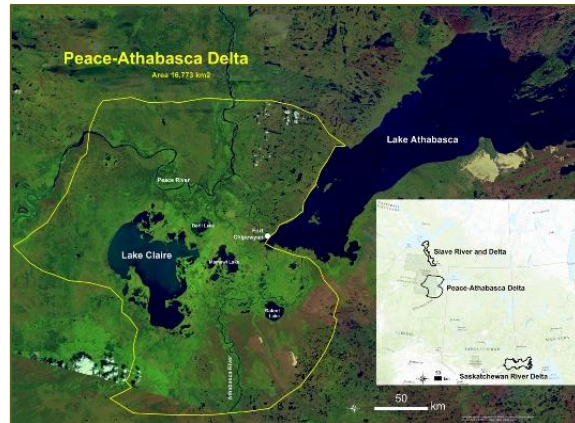 Peace-Athabasca Delta
Area 16,773 km2
Lake Athabasca
Peace River
Fort
Chipewyan
Lake Claire
Mamawi Lake
Athabasca River
Slave River and Delta
Peace-Athabasca Delta
Saskatchewan River Delta
50
km